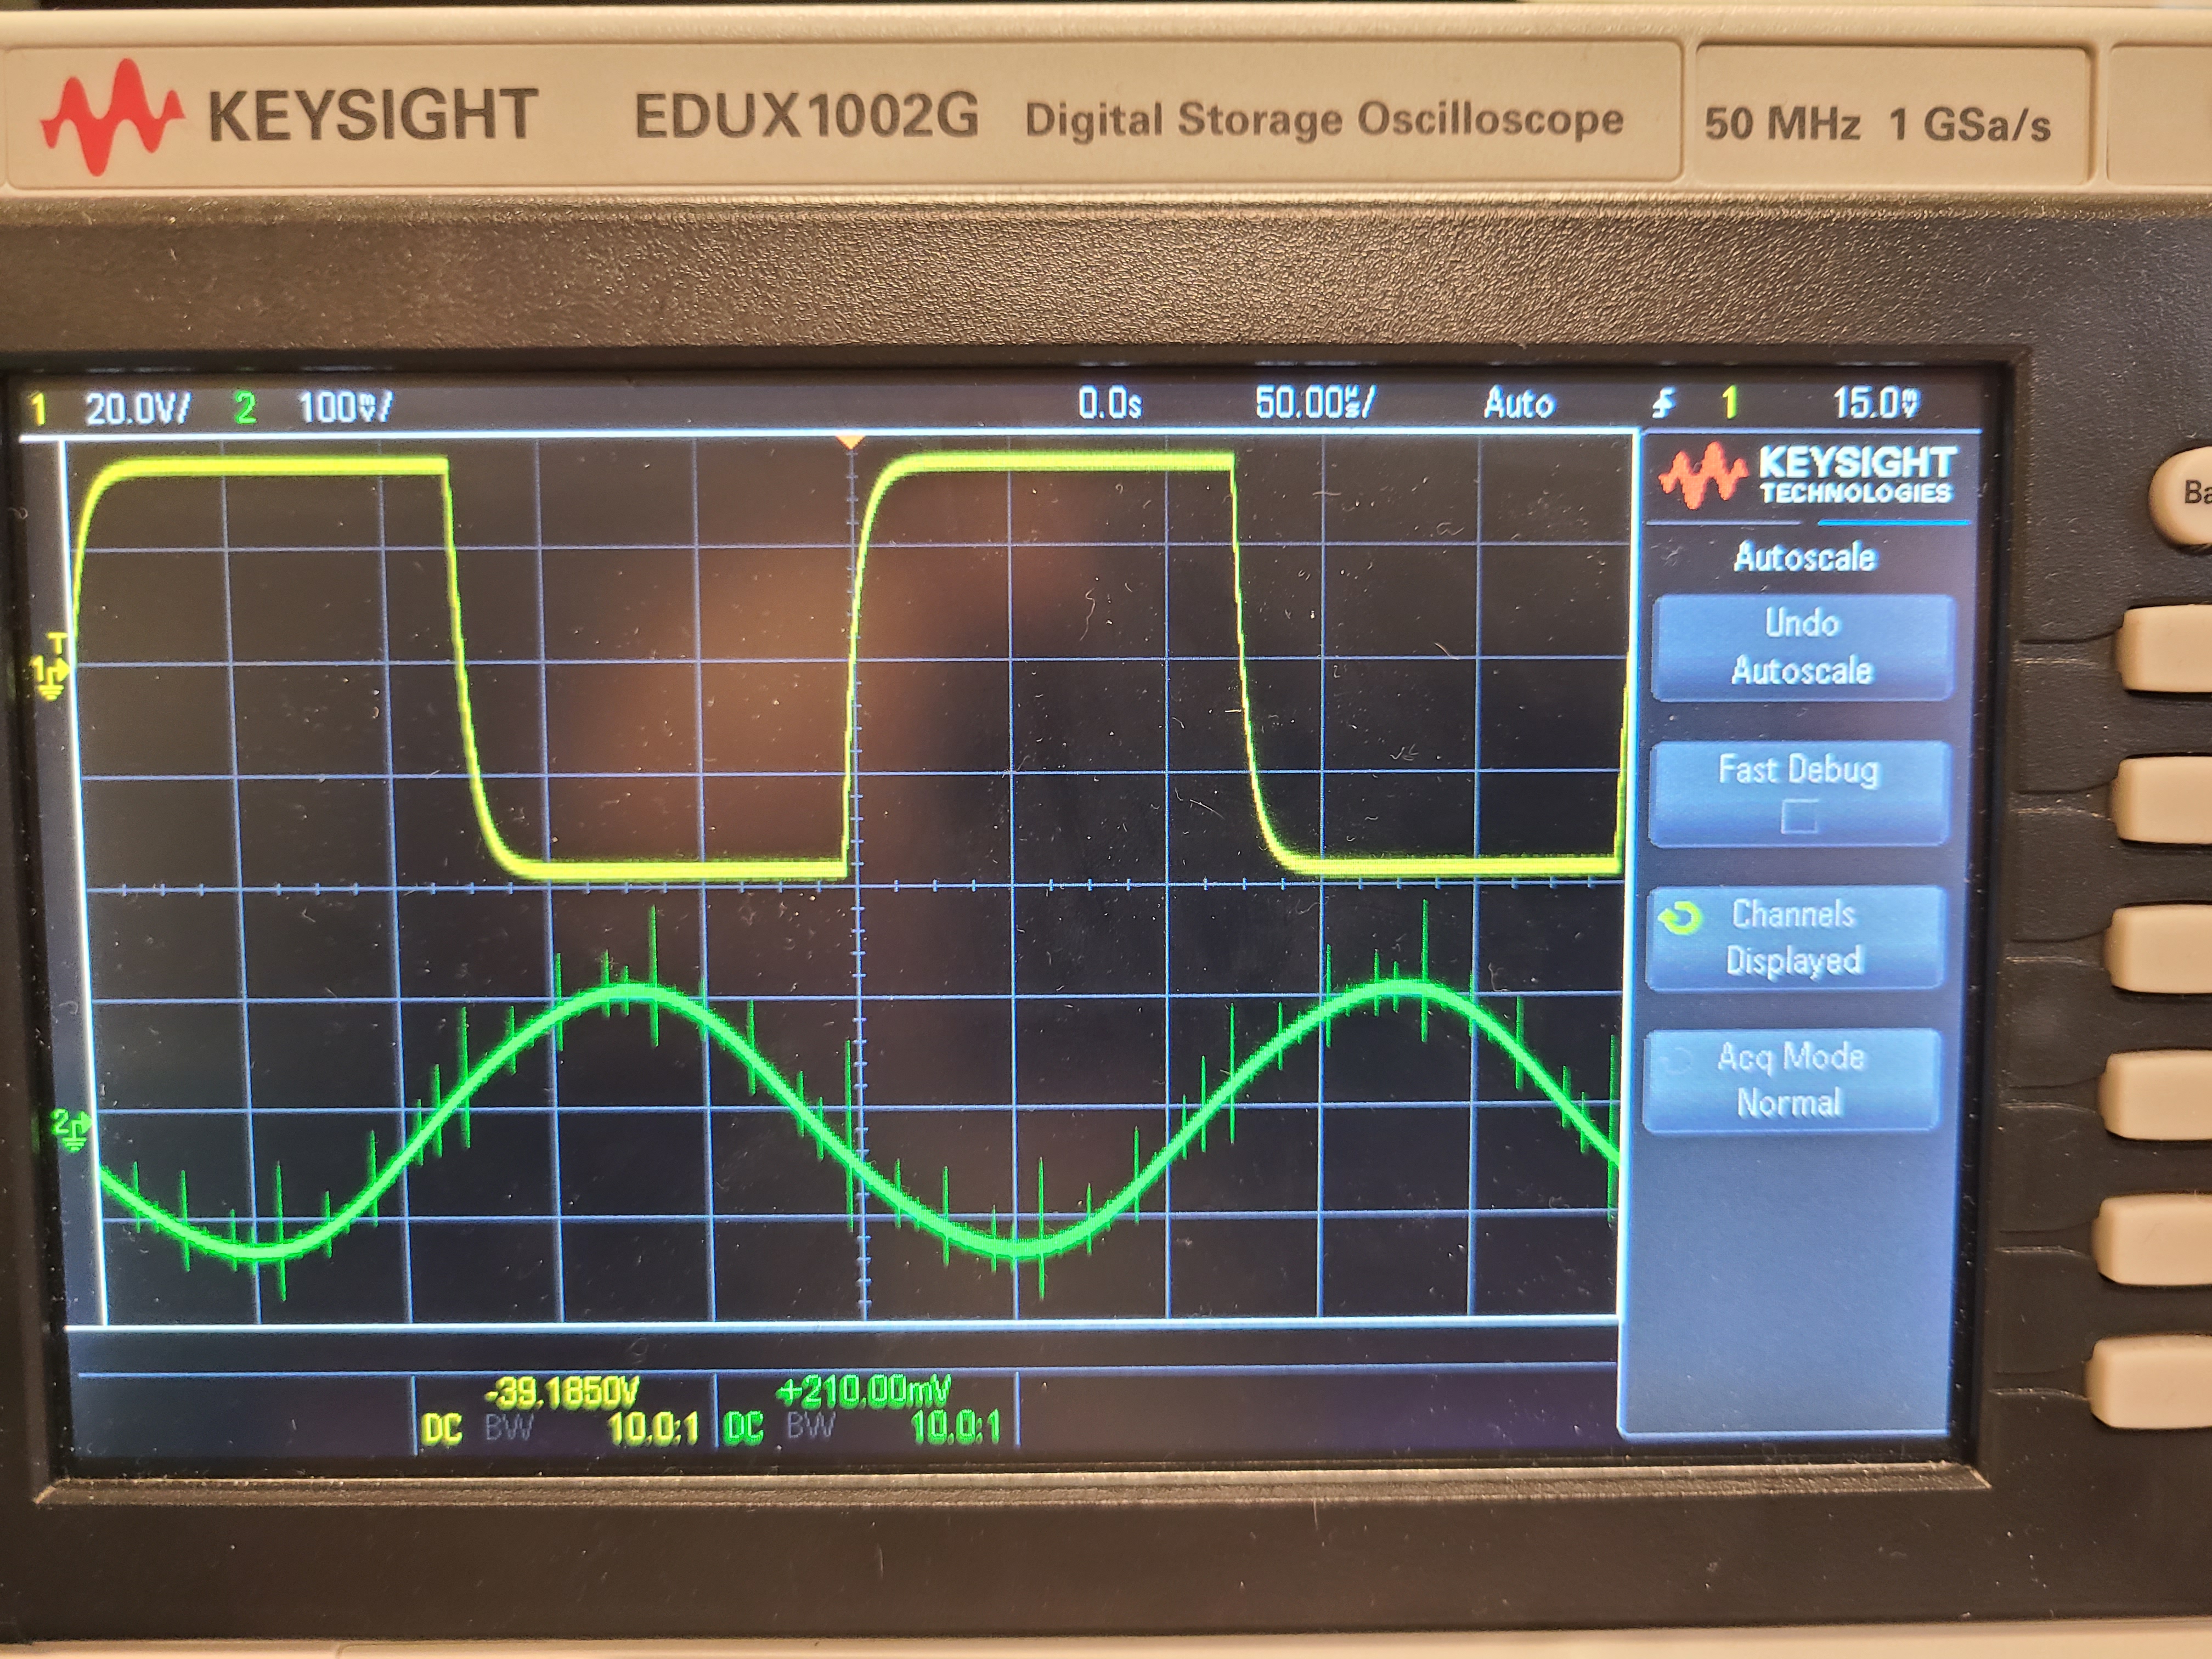 KEYSIGHT EDUX1002G Digital Storage Oscilloscope 50 MHz 1 GSa/s
1 20.0V/ 2 100mV/ 0.0s 50.00µs/ Auto 1 15.0mV
KEYSIGHT
TECHNOLOGIES
Autoscale
Undo
Autoscale
Fast Debug
Channels
Displayed
Acq Mode
Normal
T
1
2
-39.1850V +210.00mV
DC BW 10.0:1 DC BW 10.0:1
Ba